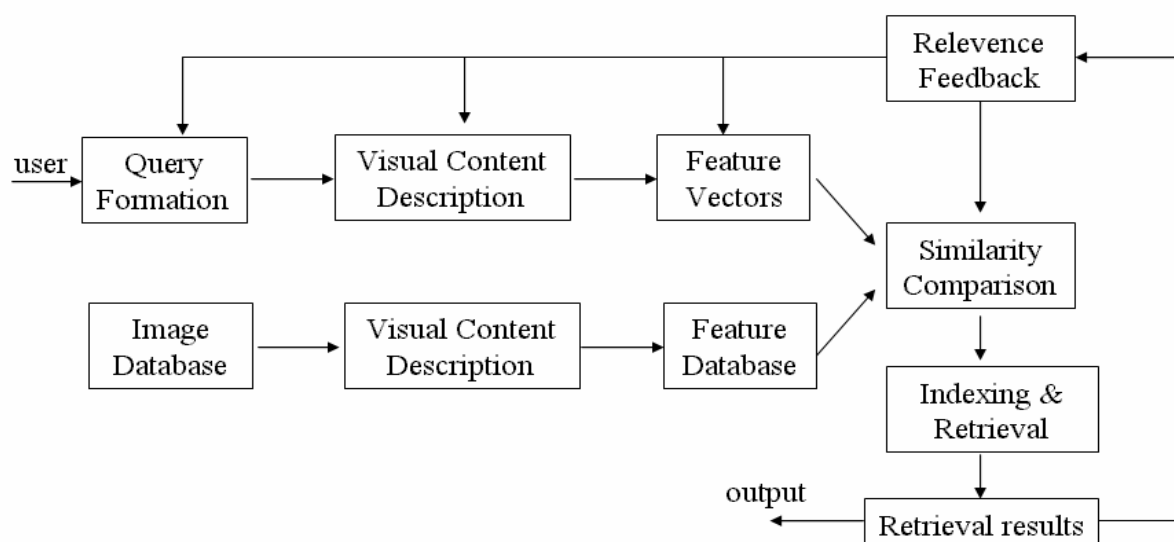 Relevence
Feedback
user
Query
Formation
Visual Content
Description
Feature
Vectors
Similarity
Comparison
Image
Database
Visual Content
Description
Feature
Database
Indexing &
Retrieval
output
Retrieval results